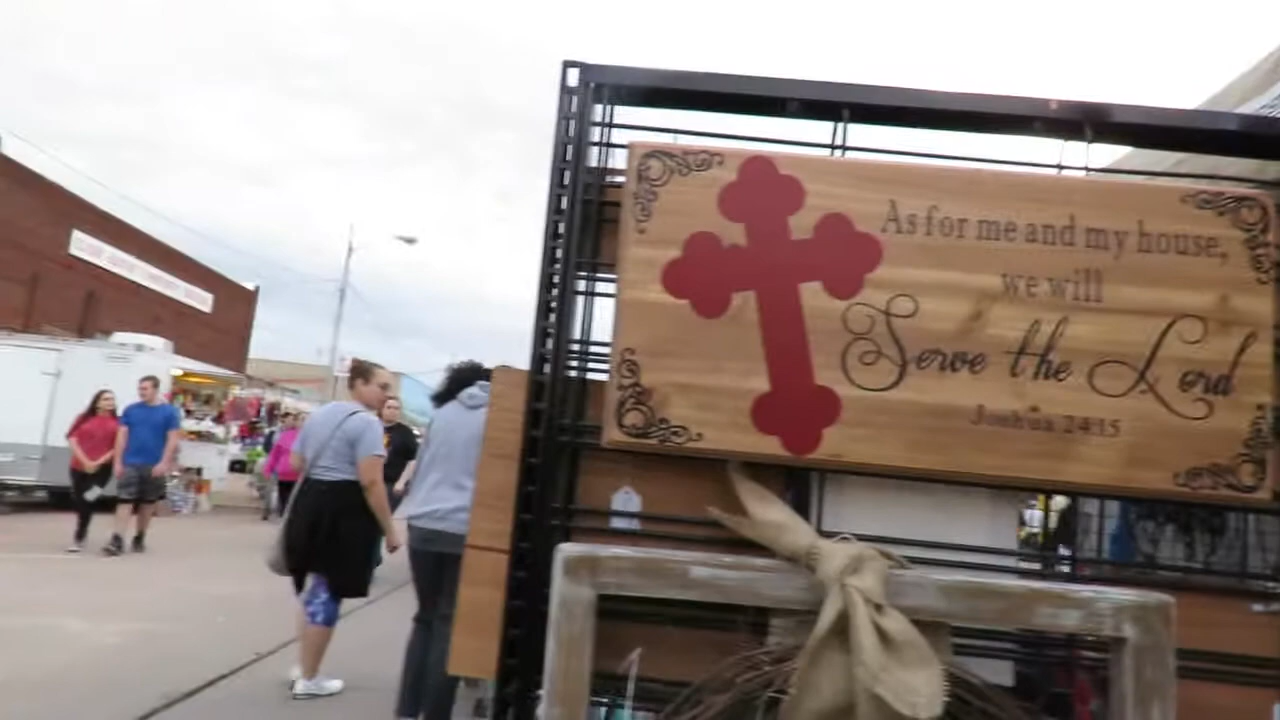 As for me and my house,
we will
Serve the Lord
Joshua 24:15